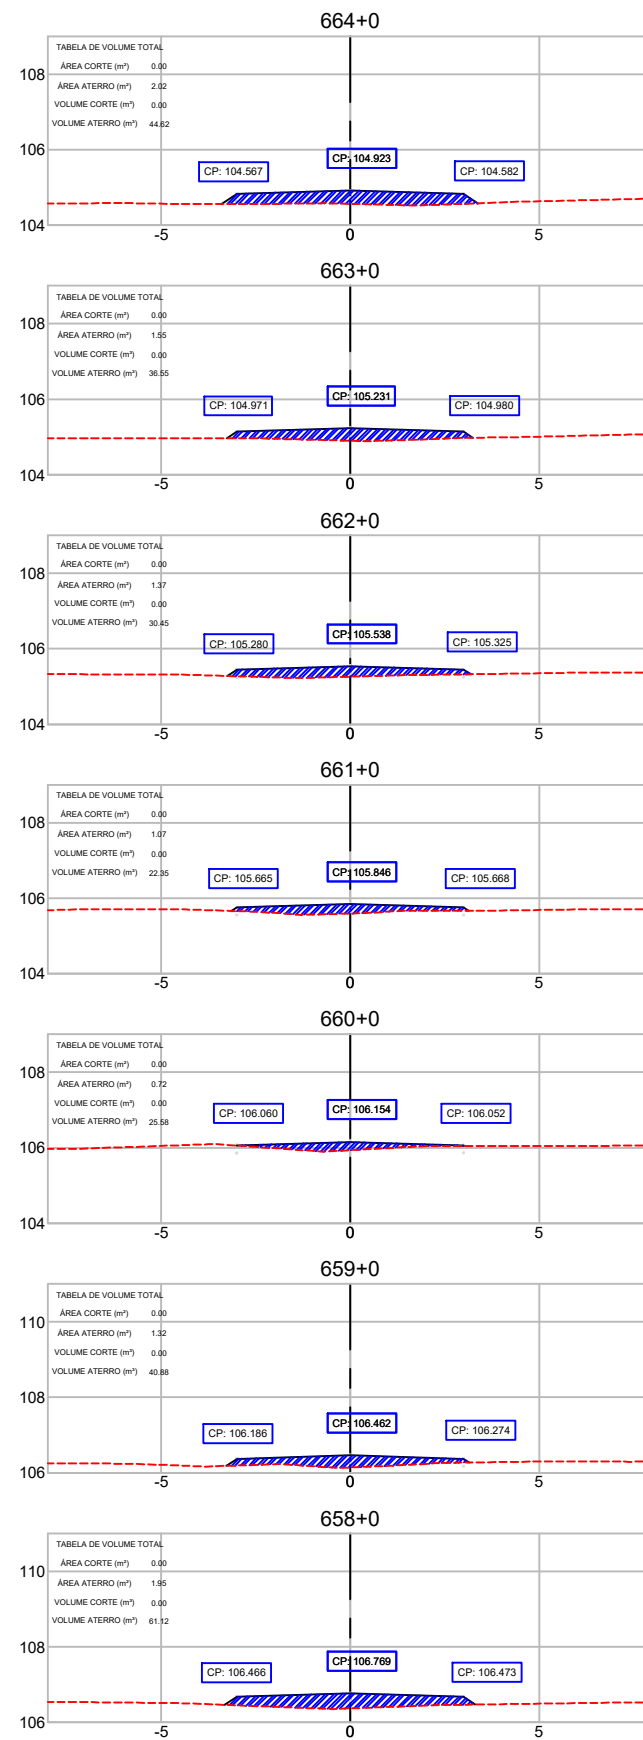 664+0
TABELA DE VOLUME TOTAL
ÁREA CORTE (m²) 0.00
ÁREA ATERRO (m²) 2.02
VOLUME CORTE (m³) 0.00
VOLUME ATERRO (m³) 44.62
108
106
104
CP: 104.567
CP: 104.923
CP: 104.582
-5 0 5
663+0
TABELA DE VOLUME TOTAL
ÁREA CORTE (m²) 0.00
ÁREA ATERRO (m²) 1.55
VOLUME CORTE (m³) 0.00
VOLUME ATERRO (m³) 36.55
108
106
104
CP: 104.971
CP: 105.231
CP: 104.980
-5 0 5
662+0
TABELA DE VOLUME TOTAL
ÁREA CORTE (m²) 0.00
ÁREA ATERRO (m²) 1.37
VOLUME CORTE (m³) 0.00
VOLUME ATERRO (m³) 30.45
108
106
104
CP: 105.280
CP: 105.538
CP: 105.325
-5 0 5
661+0
TABELA DE VOLUME TOTAL
ÁREA CORTE (m²) 0.00
ÁREA ATERRO (m²) 1.07
VOLUME CORTE (m³) 0.00
VOLUME ATERRO (m³) 22.35
108
106
104
CP: 105.665
CP: 105.846
CP: 105.668
-5 0 5
660+0
TABELA DE VOLUME TOTAL
ÁREA CORTE (m²) 0.00
ÁREA ATERRO (m²) 0.72
VOLUME CORTE (m³) 0.00
VOLUME ATERRO (m³) 25.58
108
106
104
CP: 106.060
CP: 106.154
CP: 106.052
-5 0 5
659+0
TABELA DE VOLUME TOTAL
ÁREA CORTE (m²) 0.00
ÁREA ATERRO (m²) 1.32
VOLUME CORTE (m³) 0.00
VOLUME ATERRO (m³) 40.88
110
108
106
CP: 106.186
CP: 106.462
CP: 106.274
-5 0 5
658+0
TABELA DE VOLUME TOTAL
ÁREA CORTE (m²) 0.00
ÁREA ATERRO (m²) 1.95
VOLUME CORTE (m³) 0.00
VOLUME ATERRO (m³) 61.12
110
108
106
CP: 106.466
CP: 106.769
CP: 106.473
-5 0 5